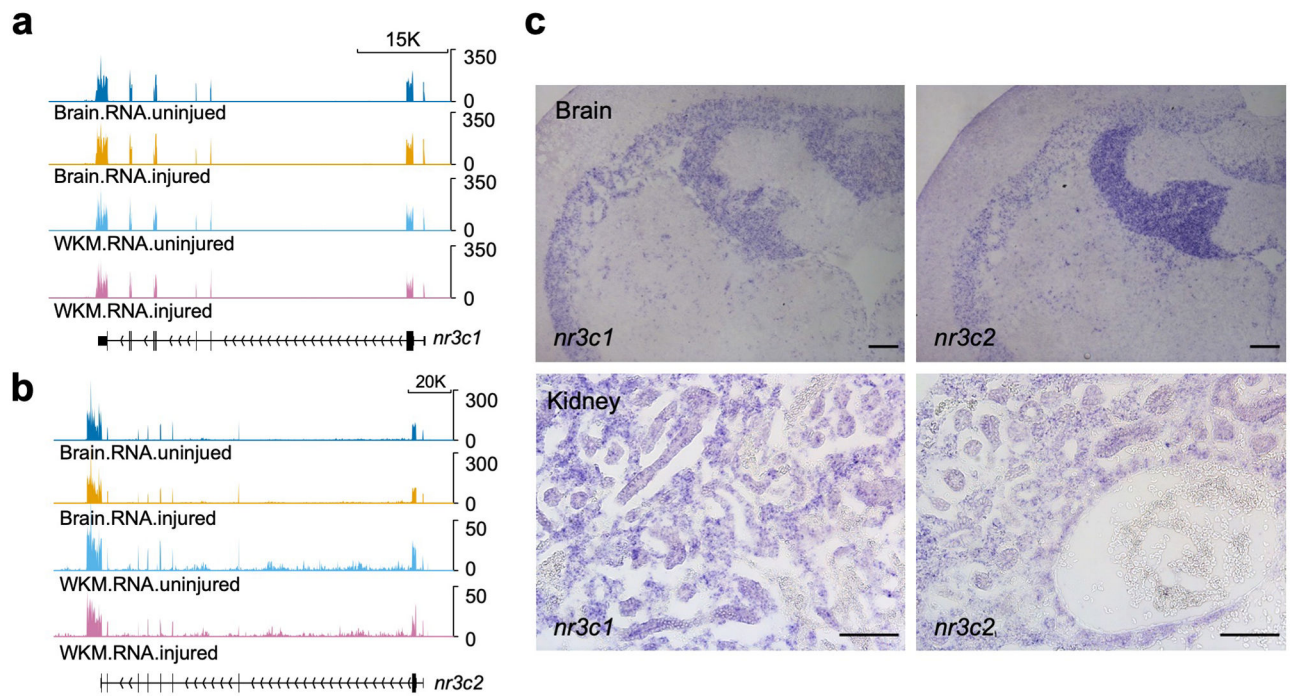 a
15K
350
0
Brain.RNA.uninjued
350
0
Brain.RNA.injured
350
0
WKM.RNA.uninjured
350
0
WKM.RNA.injured
nr3c1
b
20K
300
0
Brain.RNA.uninjued
300
0
Brain.RNA.injured
50
0
WKM.RNA.uninjured
50
0
WKM.RNA.injured
nr3c2
c
Brain
nr3c1
nr3c2
Kidney
nr3c1
nr3c2